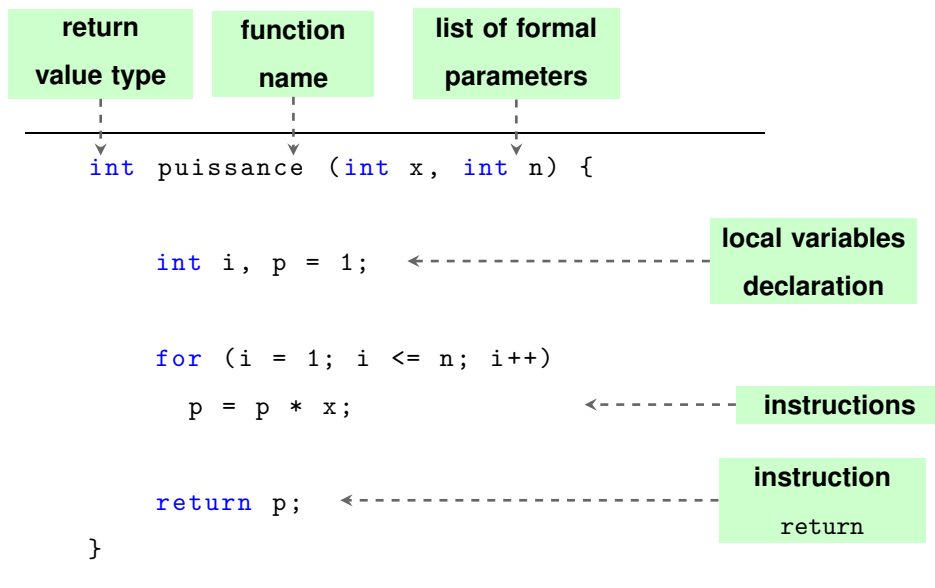 return
value type
function
name
list of formal
parameters
int puissance (int x, int n) {
int i, p = 1;
local variables
declaration
for (i = 1; i <= n; i++)
p = p * x;
instructions
instruction
return
return p;
}